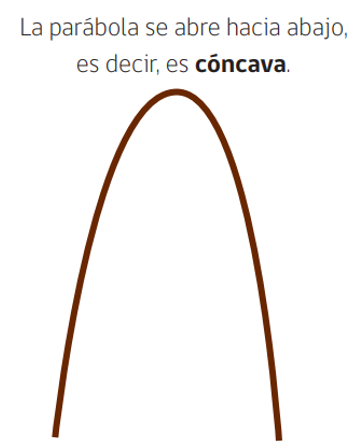 La parábola se abre hacia abajo,
es decir, es cóncava.